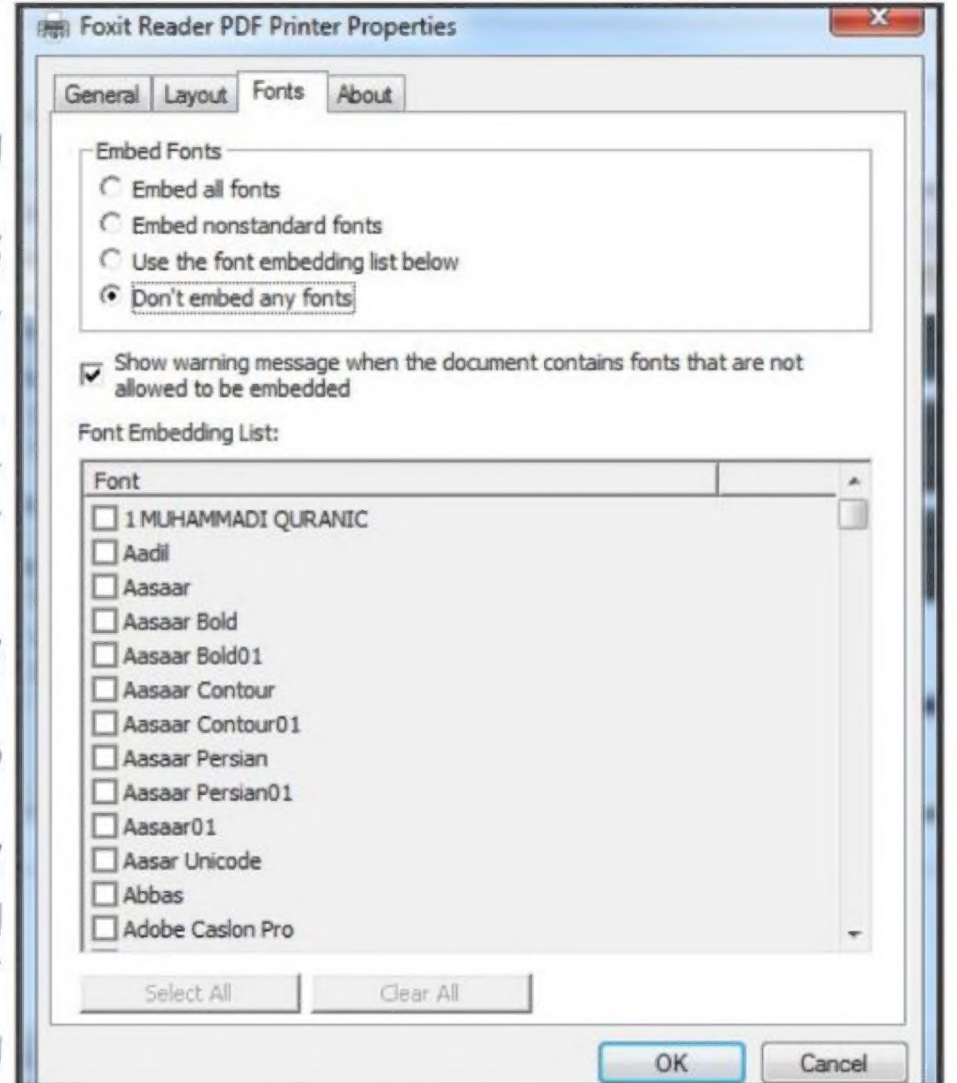 Foxit Reader PDF Printer Properties
General Layout Fonts About
Embed Fonts
Embed all fonts
Embed nonstandard fonts
Use the font embedding list below
Don't embed any fonts
Show warning message when the document contains fonts that are not
allowed to be embedded
Font Embedding List:
Font
1 MUHAMMADI QURANIC
Aadil
Aasaar
Aasaar Bold
Aasaar Bold01
Aasaar Contour
Aasaar Contour01
Aasaar Persian
Aasaar Persian01
Aasaar01
Aasar Unicode
Abbas
Adobe Caslon Pro
Select All Clear All
OK Cancel